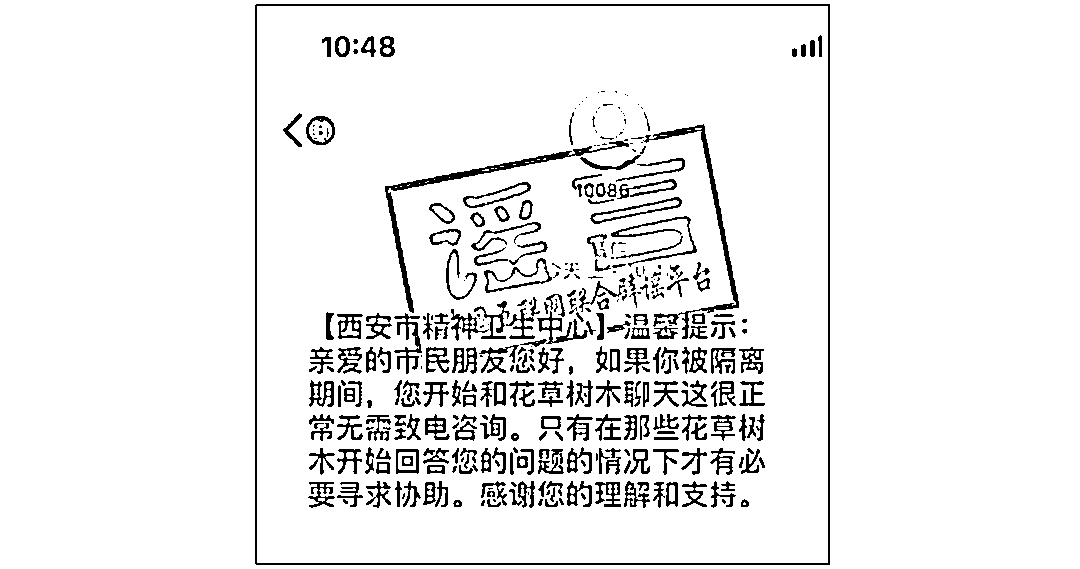 10:48
10086
谣言
中国互联网联合辟谣平台
【西安市精神卫生中心】温馨提示：
亲爱的市民朋友您好，如果你被隔离
期间，您开始和花草树木聊天这很正
常无需致电咨询。只有在那些花草树
木开始回答您的问题的情况下才有必
要寻求协助。感谢您的理解和支持。